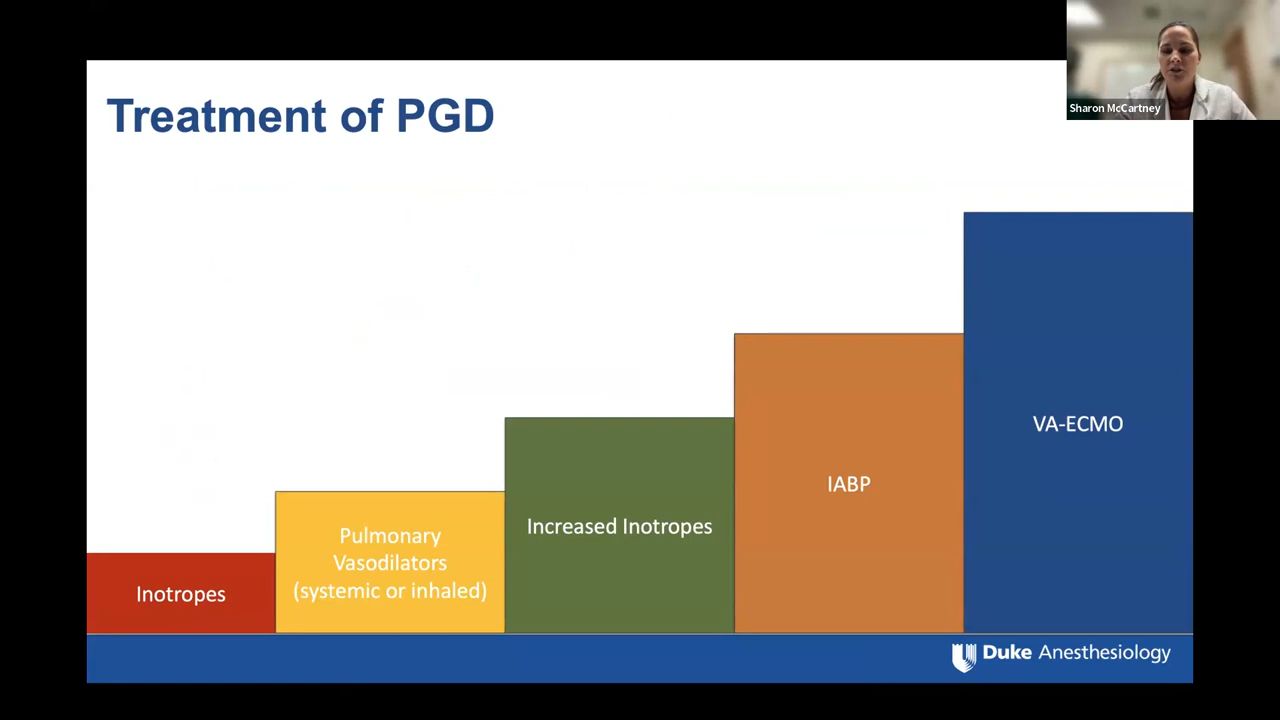 Sharon McCartney
Treatment of PGD
Inotropes
Pulmonary
Vasodilators
(systemic or inhaled)
Increased Inotropes
IABP
VA-ECMO
Duke Anesthesiology